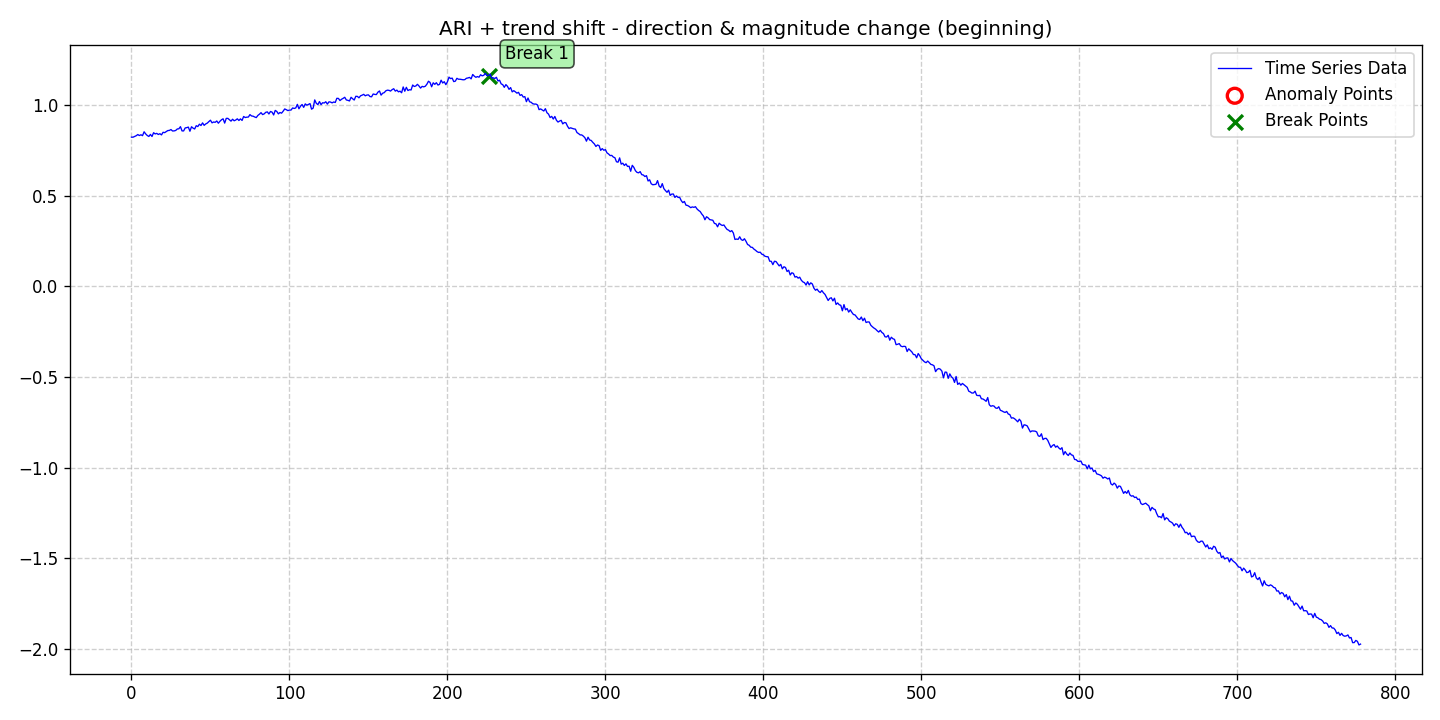 ARI + trend shift - direction & magnitude change (beginning)
Break 1
Time Series Data
Anomaly Points
Break Points
1.0
0.5
0.0
−0.5
−1.0
−1.5
−2.0
0 100 200 300 400 500 600 700 800